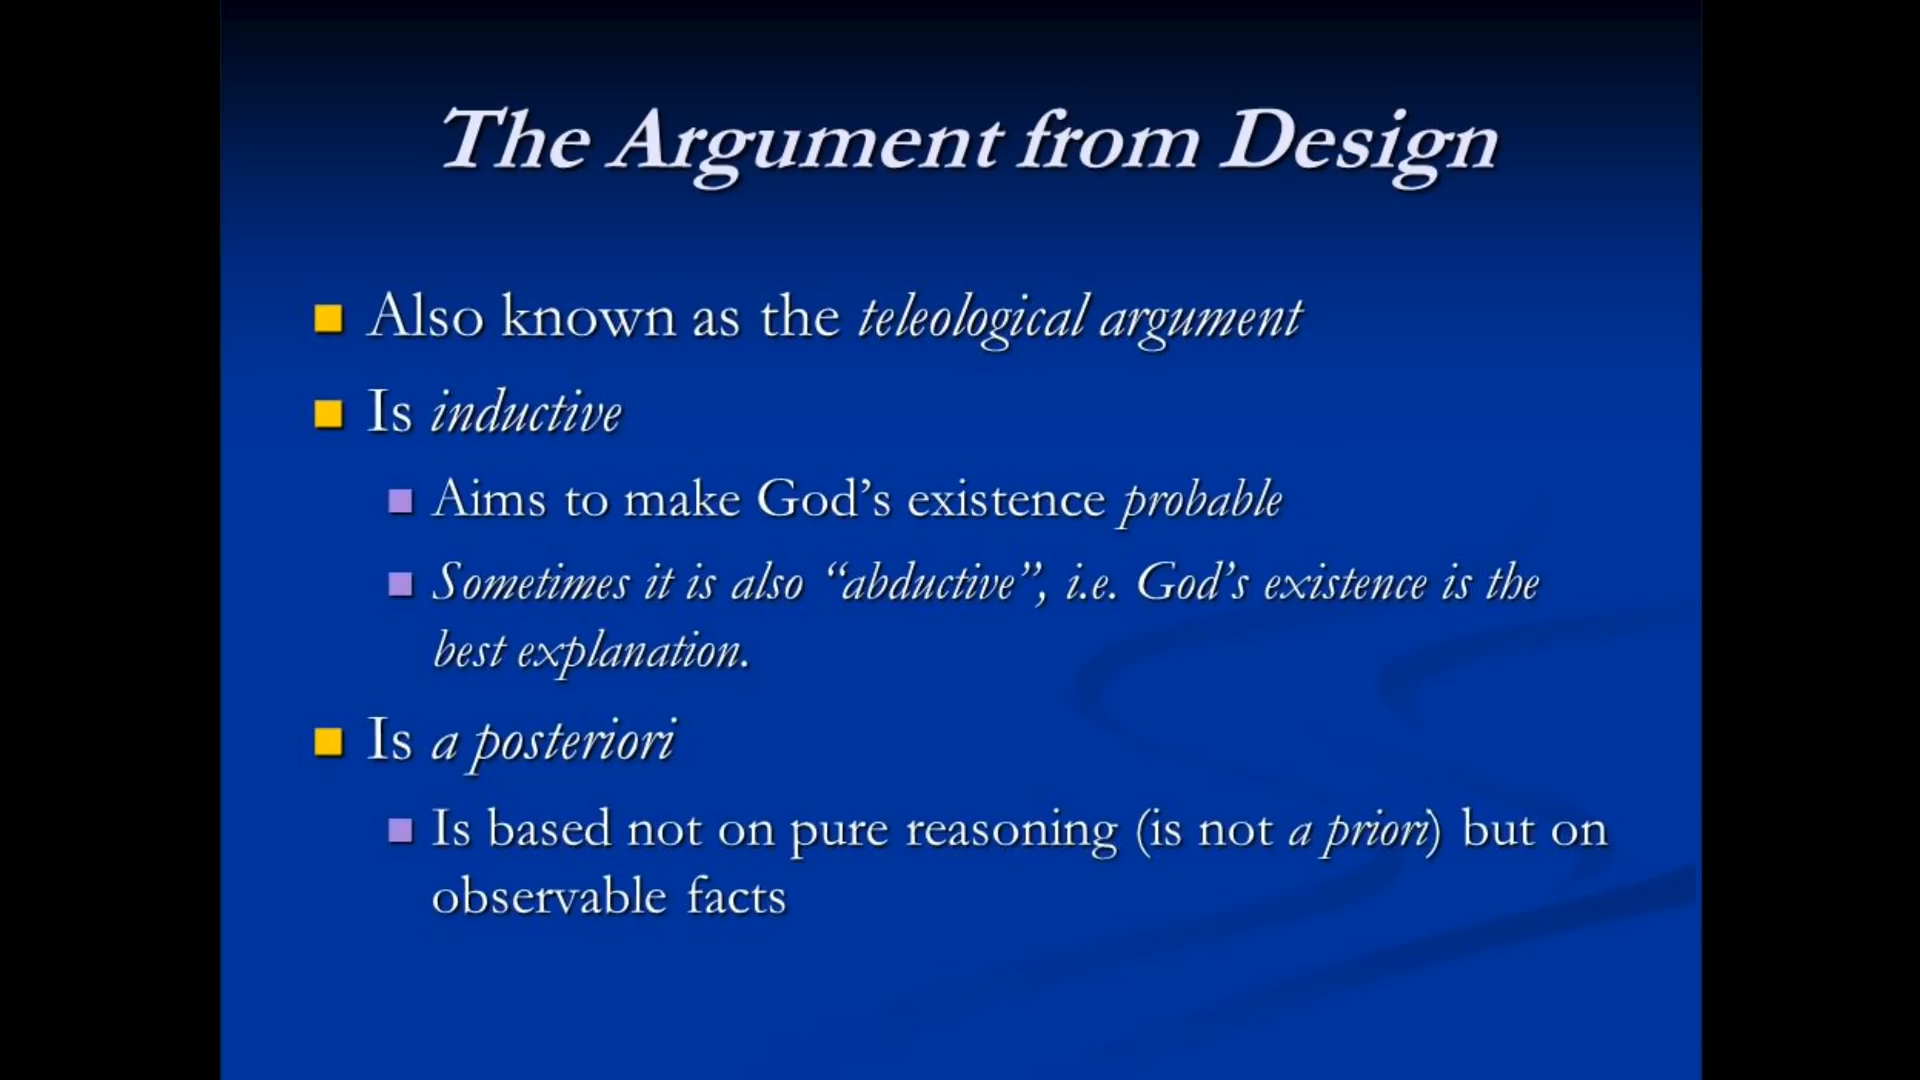 The Argument from Design
Also known as the teleological argument
Is inductive
Aims to make God’s existence probable
Sometimes it is also “abductive”, i.e. God’s existence is the
best explanation.
Is a posteriori
Is based not on pure reasoning (is not a priori) but on
observable facts